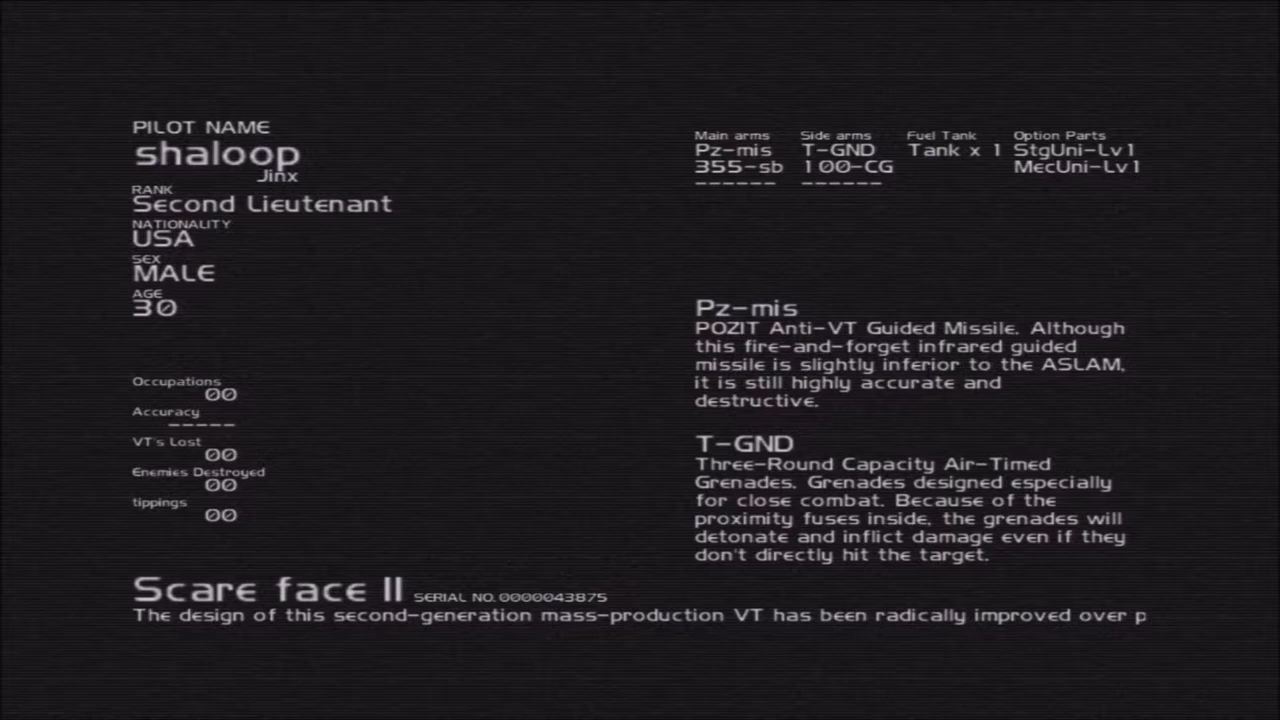 PILOT NAME
shaloop
Jinx
RANK
Second Lieutenant
NATIONALITY
USA
SEX
MALE
AGE
30
Occupations
00
Accuracy
-----
VT's Lost
00
Enemies Destroyed
00
tippings
00
Main arms Side arms Fuel Tank Option Parts
Pz-mis T-GND Tank x 1 StgUni-Lv1
355-sb 100-CG MecUni-Lv1
------ ------
Pz-mis
POZIT Anti-VT Guided Missile. Although
this fire-and-forget infrared guided
missile is slightly inferior to the ASLAM,
it is still highly accurate and
destructive.
T-GND
Three-Round Capacity Air-Timed
Grenades. Grenades designed especially
for close combat. Because of the
proximity fuses inside, the grenades will
detonate and inflict damage even if they
don't directly hit the target.
Scare face II SERIAL NO.0000043875
The design of this second-generation mass-production VT has been radically improved over p